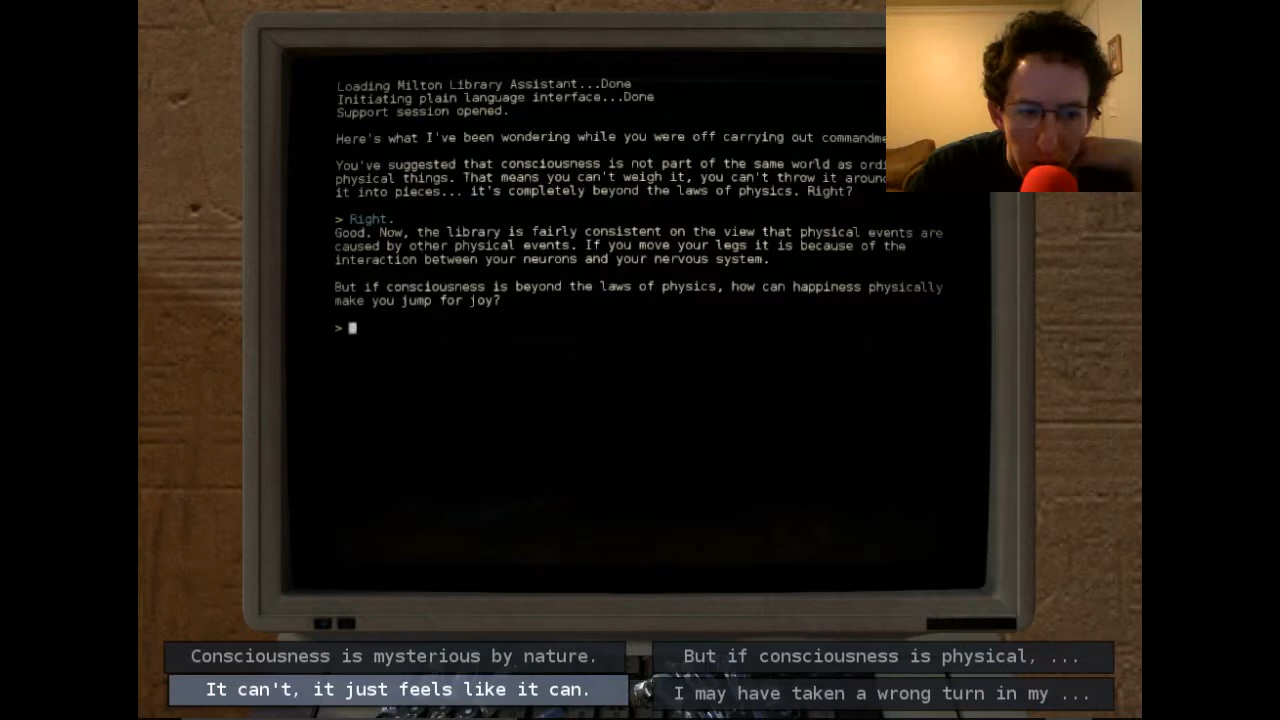 Loading Milton Library Assistant...Done
Initiating plain language interface...Done
Support session opened.
Here's what I've been wondering while you were off carrying out
You've suggested that consciousness is not part of the same world as
physical things. That means you can't weigh it, you can't throw it around
it into pieces... it's completely beyond the laws of physics. Right?
> Right.
Good. Now, the library is fairly consistent on the view that physical events are
caused by other physical events. If you move your legs it is because of the
interaction between your neurons and your nervous system.
But if consciousness is beyond the laws of physics, how can happiness physically
make you jump for joy?
>
Consciousness is mysterious by nature.
But if consciousness is physical, ...
It can't, it just feels like it can.
I may have taken a wrong turn in my ...